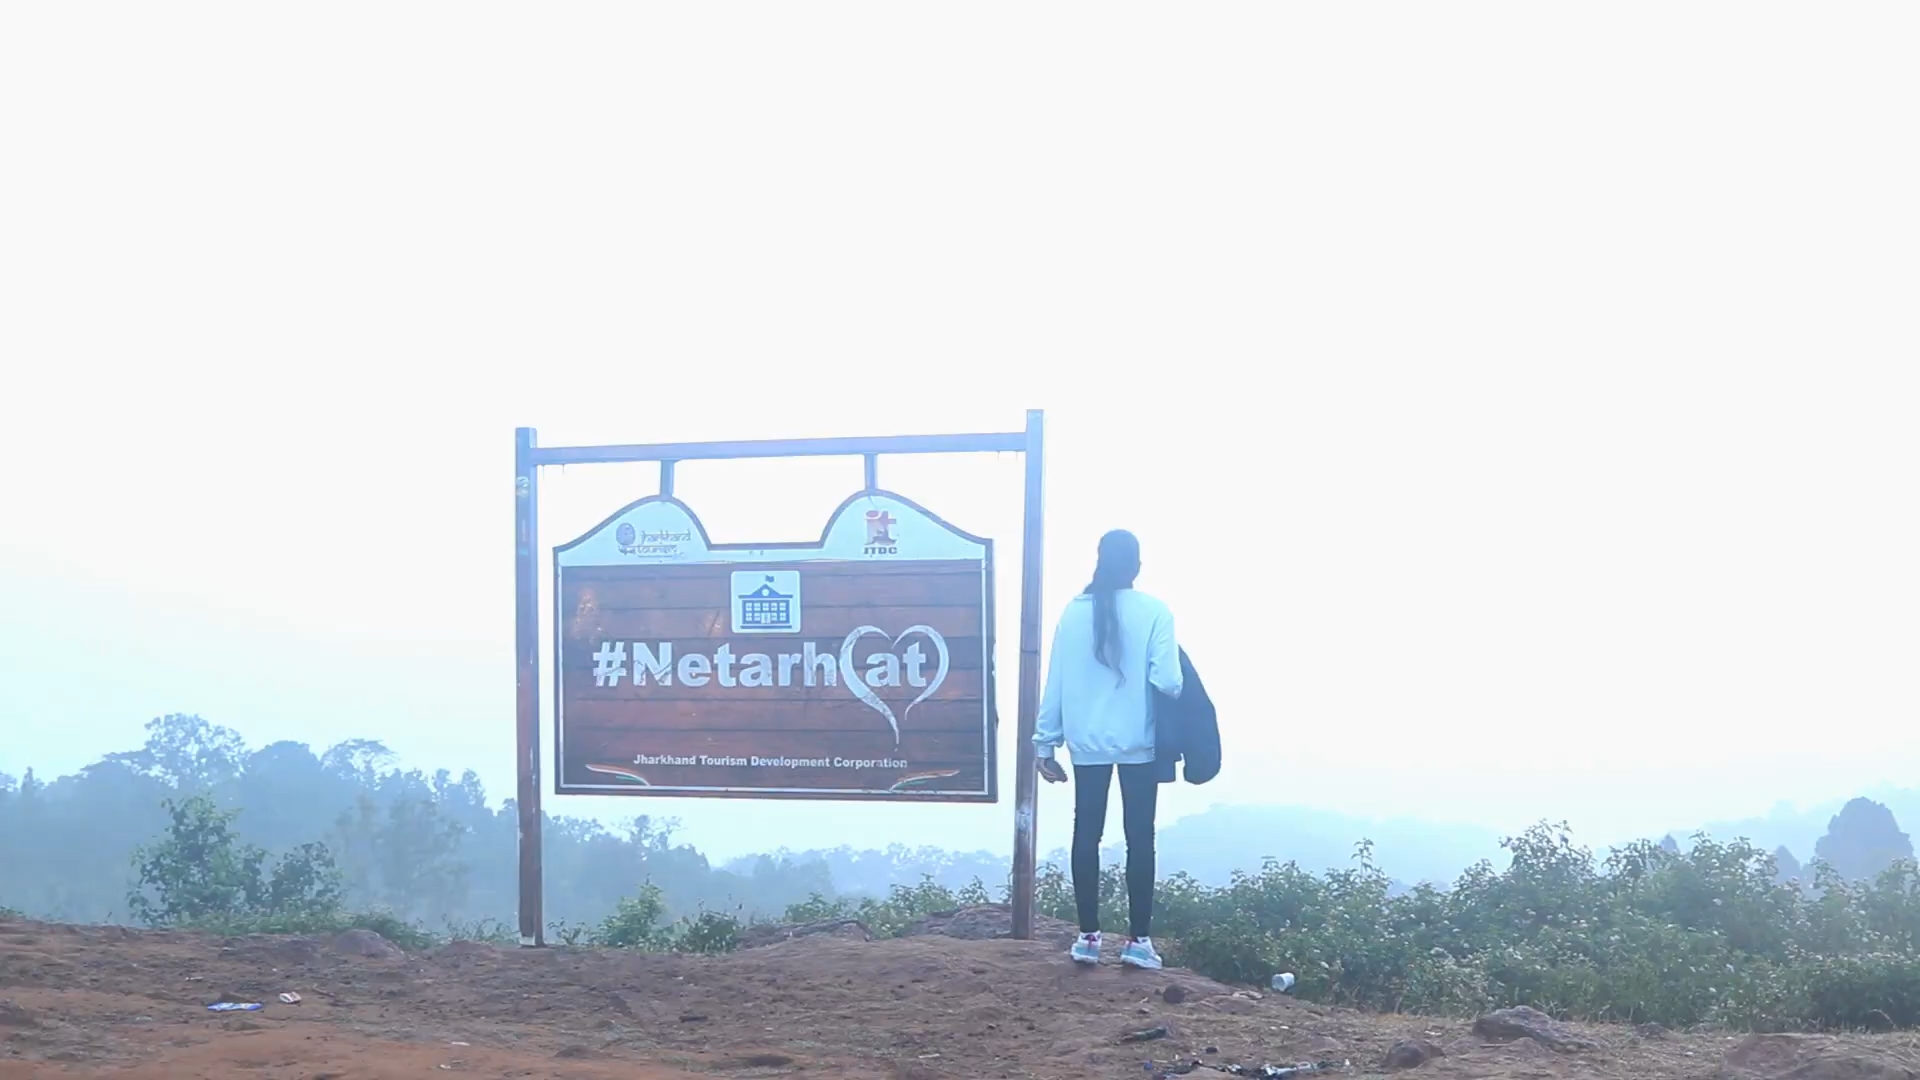 Jharkhand
tourism
JTDC
#Netarhat
Jharkhand Tourism Development Corporation